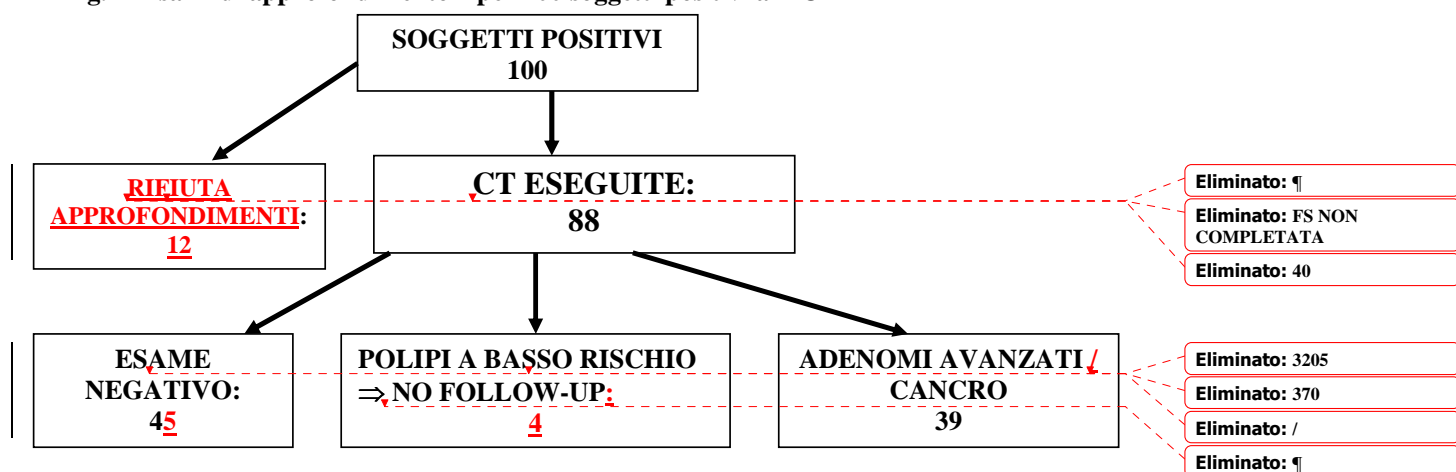 SOGGETTI POSITIVI
100
RIFIUTA
APPROFONDIMENTI:
12
CT ESEGUITE:
88
Eliminato: ¶
Eliminato: FS NON
COMPLETATA
Eliminato: 40
ESAME
NEGATIVO:
45
POLIPI A BASSO RISCHIO
⇒ NO FOLLOW-UP:
4
ADENOMI AVANZATI /
CANCRO
39
Eliminato: 3205
Eliminato: 370
Eliminato: /
Eliminato: ¶